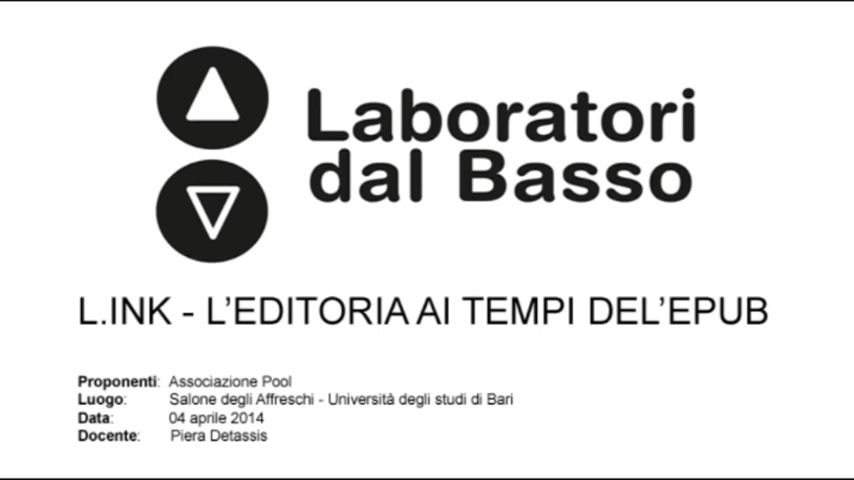 Laboratori
dal Basso
L.INK - L’EDITORIA AI TEMPI DEL’EPUB
Proponenti: Associazione Pool
Luogo: Salone degli Affreschi - Università degli studi di Bari
Data: 04 aprile 2014
Docente: Piera Detassis